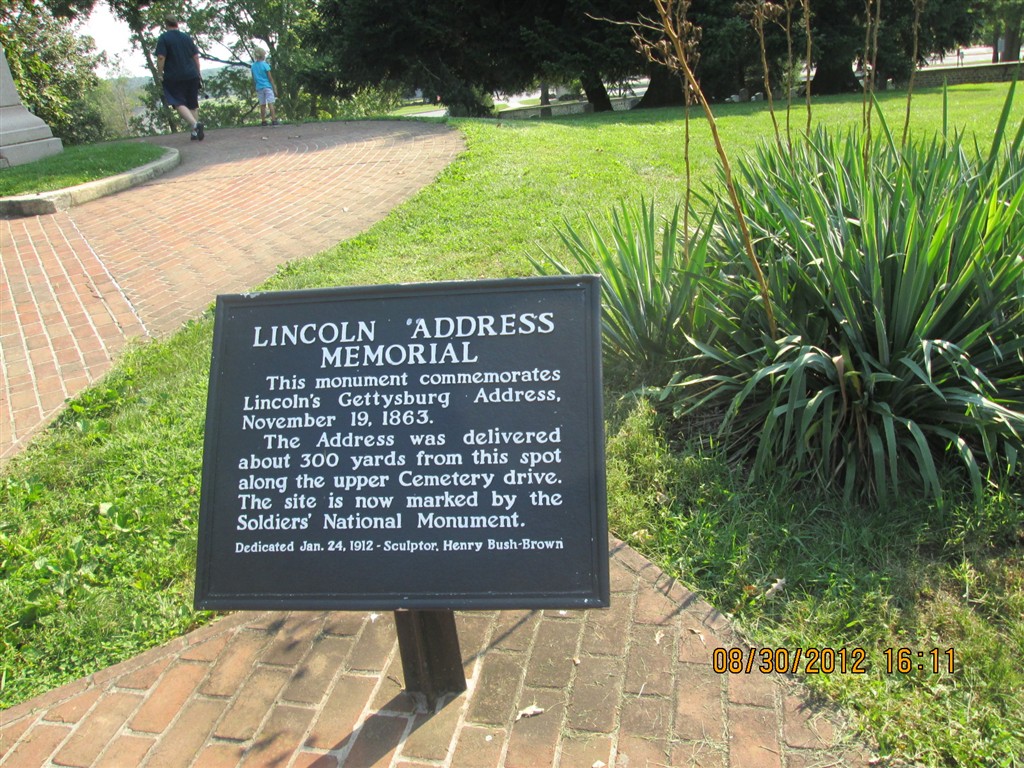 LINCOLN ADDRESS
MEMORIAL
This monument commemorates
Lincoln's Gettysburg Address,
November 19, 1863.
The Address was delivered
about 300 yards from this spot
along the upper Cemetery drive.
The site is now marked by the
Soldiers' National Monument.
Dedicated Jan. 24, 1912 - Sculptor, Henry Bush-Brown
08/30/2012 16:11